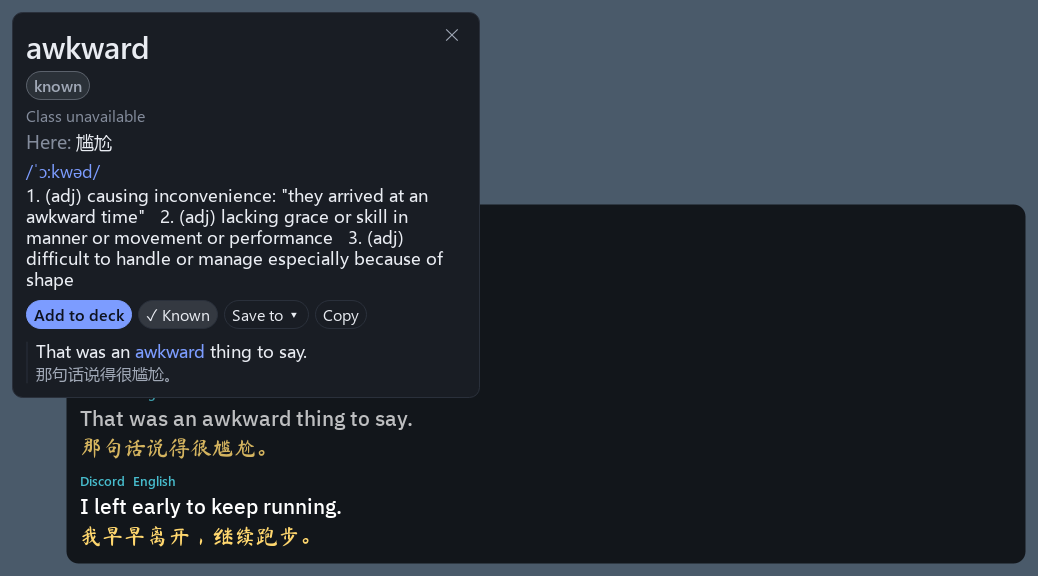 awkward
known
Class unavailable
Here: 尴尬
/ˈɔːkwəd/
1. (adj) causing inconvenience: "they arrived at an
awkward time"   2. (adj) lacking grace or skill in
manner or movement or performance   3. (adj)
difficult to handle or manage especially because of
shape
Add to deck
✓ Known
Save to ▾
Copy
That was an awkward thing to say.
那句话说得很尴尬。
That was an awkward thing to say.
那句话说得很尴尬。
Discord English
I left early to keep running.
我早早离开，继续跑步。